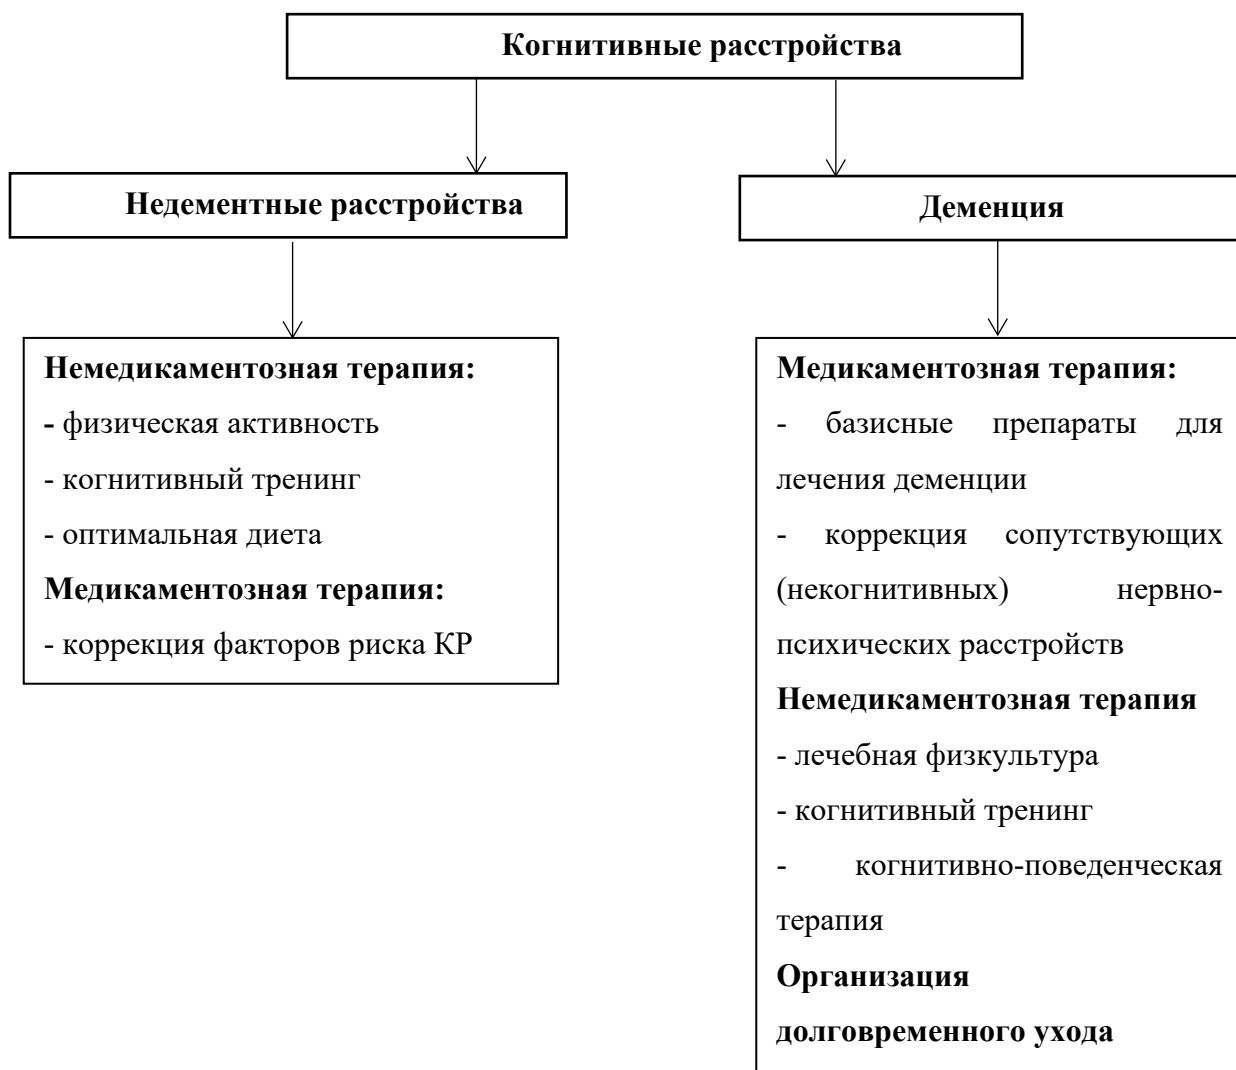 Когнитивные расстройства
Недементные расстройства
Деменция
Немедикаментозная терапия:
- физическая активность
- когнитивный тренинг
- оптимальная диета
Медикаментозная терапия:
- коррекция факторов риска КР
Медикаментозная терапия:
- базисные препараты для
лечения деменции
- коррекция сопутствующих
(некогнитивных) нервно-
психических расстройств
Немедикаментозная терапия
- лечебная физкультура
- когнитивный тренинг
- когнитивно-поведенческая
терапия
Организация
долговременного ухода